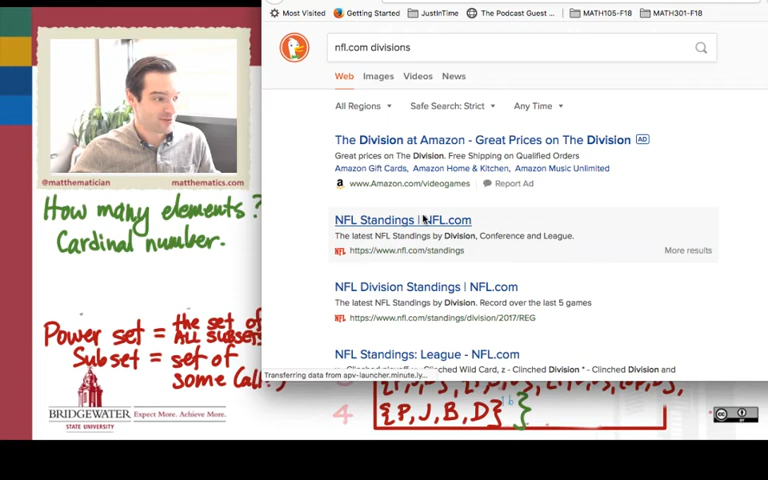 Most Visited
Getting Started
JustInTime
The Podcast Guest ...
MATH105-F18
MATH301-F18
nfl.com divisions
Web
Images
Videos
News
All Regions
Safe Search: Strict
Any Time
The Division at Amazon - Great Prices on The Division AD
Great prices on The Division. Free Shipping on Qualified Orders
Amazon Gift Cards, Amazon Home & Kitchen, Amazon Music Unlimited
www.Amazon.com/videogames Report Ad
NFL Standings | NFL.com
The latest NFL Standings by Division, Conference and League.
https://www.nfl.com/standings
More results
NFL Division Standings | NFL.com
The latest NFL Standings by Division. Record over the last 5 games
https://www.nfl.com/standings/division/2017/REG
NFL Standings: League - NFL.com
Clinched Wild Card, z - Clinched Division * - Clinched Division and
Transferring data from apv-launcher.minute.ly...
@matthematician
matthematics.com
How many elements?
Cardinal number.
Power set = the set of
ALL SUBSETS
Subset = set of
some
BRIDGEWATER
STATE UNIVERSITY
Expect More. Achieve More.
4 {P, J, B, D} }
16
cc